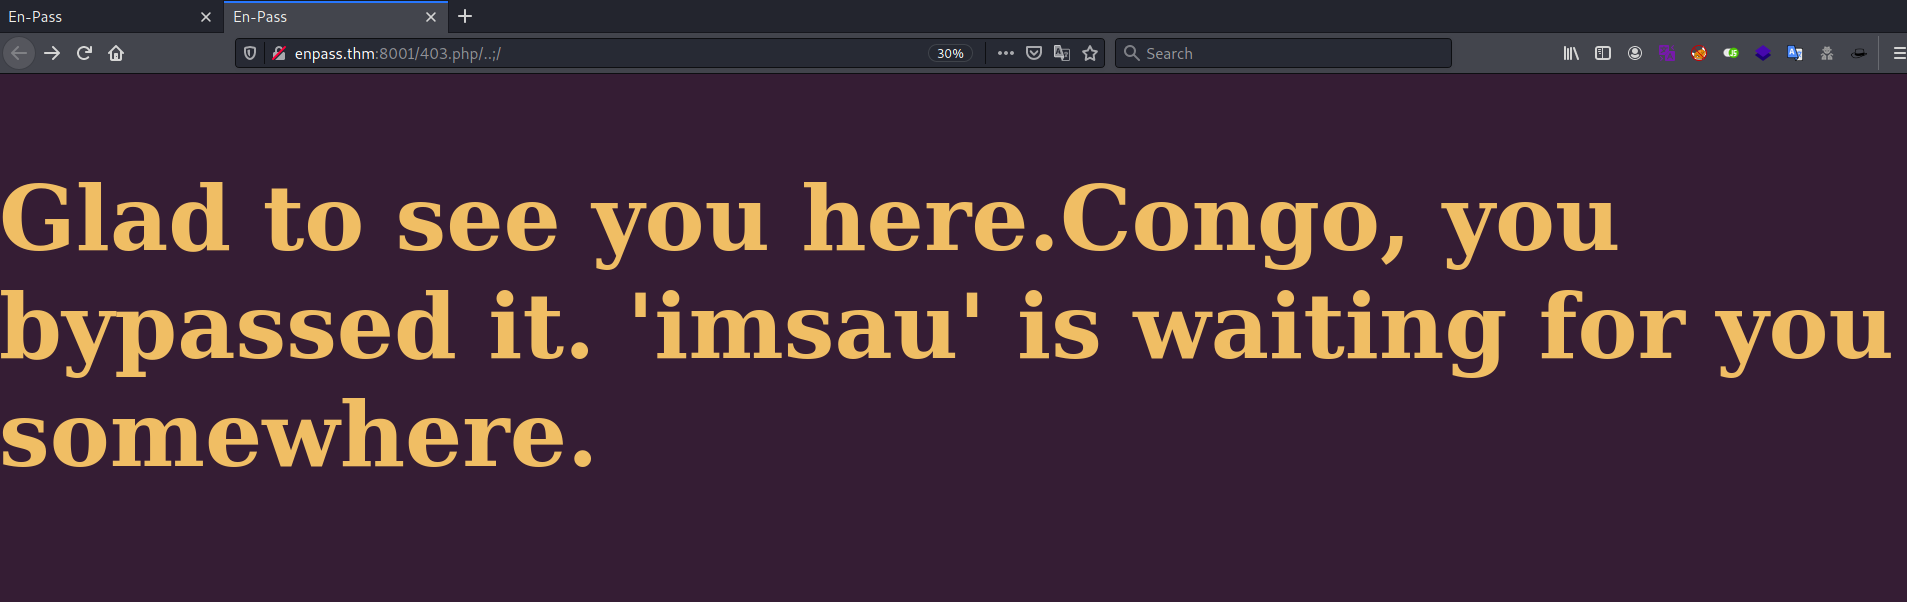 En-Pass
En-Pass
enpass.thm:8001/403.php/..;/
30%
Search
Glad to see you here.Congo, you
bypassed it. 'imsau' is waiting for you
somewhere.